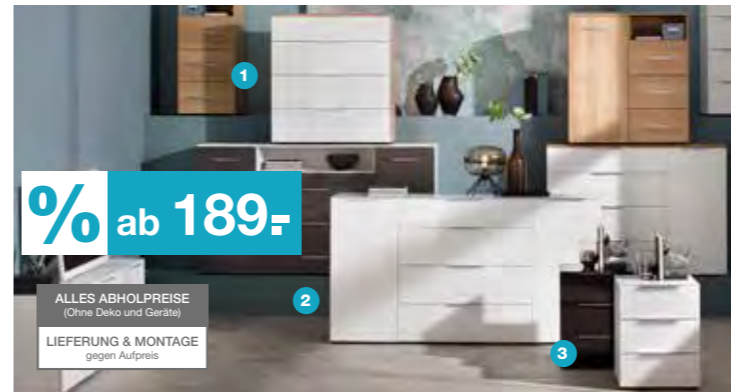 1
% ab 189.-
2
ALLES ABHOLPREISE
(Ohne Deko und Geräte)
LIEFERUNG & MONTAGE
gegen Aufpreis
3